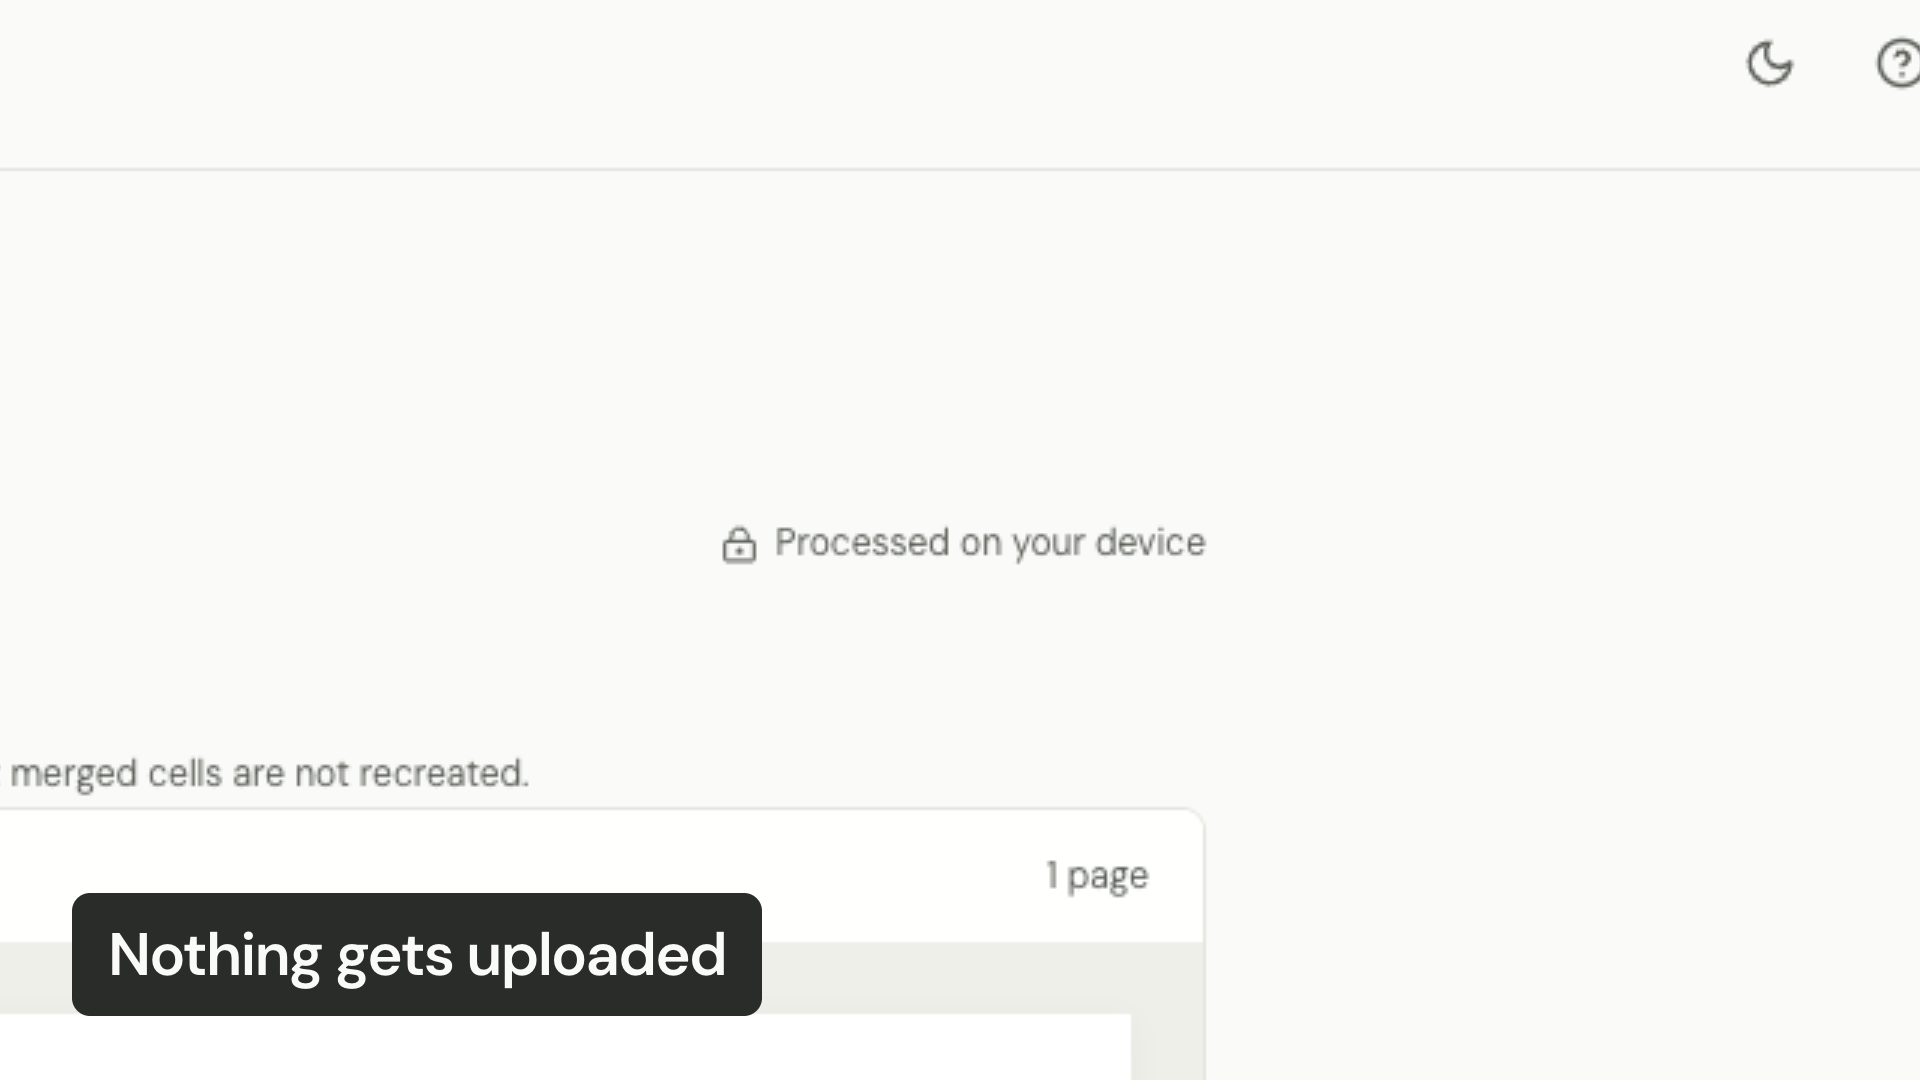 Processed on your device
merged cells are not recreated.
1 page
Nothing gets uploaded